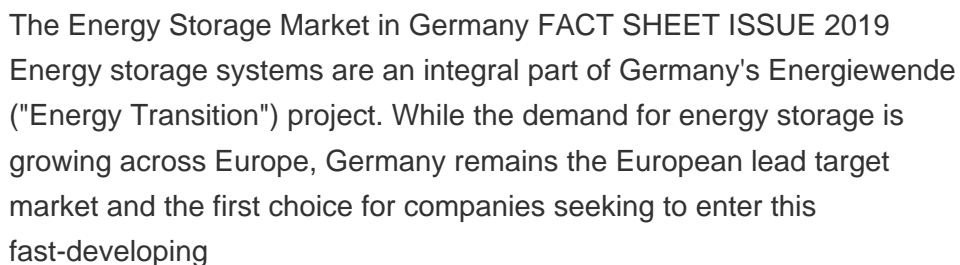 The Energy Storage Market in Germany FACT SHEET ISSUE 2019
Energy storage systems are an integral part of Germany's Energiewende
("Energy Transition") project. While the demand for energy storage is
growing across Europe, Germany remains the European lead target
market and the first choice for companies seeking to enter this
fast-developing